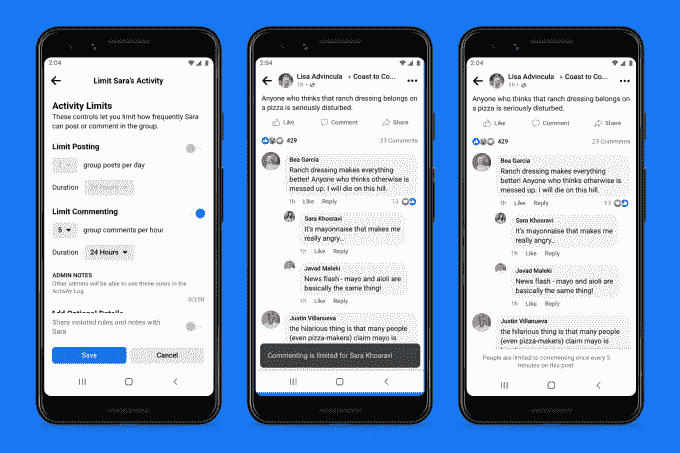 2:04
Limit Sara's Activity
Activity Limits
These controls let you limit how frequently Sara
can post or comment in the group.
Limit Posting
group posts per day
Duration 24 Hours
Limit Commenting
5 group comments per hour
Duration 24 Hours
ADMIN NOTES
Other admins will be able to see these notes in the
Activity Log
0/250
Add Optional Details
Share violated rules and notes with
Sara
Save Cancel
2:04
Lisa Advincula Coast to Co...
1h
Anyone who thinks that ranch dressing belongs on
a pizza is seriously disturbed.
Like Comment Share
429 23 Comments
Bea Garcia
Ranch dressing makes everything
better! Anyone who thinks otherwise is
messed up. I will die on this hill.
1h Like Reply 13
Sara Khosravi
It's mayonnaise that makes me
really angry...
1h Like Reply
Javad Maleki
News flash - mayo and aioli are
basically the same thing!
1h Like Reply
Justin Villanueva
the hilarious thing is that many people
(even pizza-makers) claim mayo is
Commenting is limited for Sara Khosravi
2:04
Lisa Advincula Coast to Co...
1h
Anyone who thinks that ranch dressing belongs on
a pizza is seriously disturbed.
Like Comment Share
429 23 Comments
Bea Garcia
Ranch dressing makes everything
better! Anyone who thinks otherwise is
messed up. I will die on this hill.
1h Like Reply 13
Sara Khosravi
It's mayonnaise that makes me
really angry...
1h Like Reply
Javad Maleki
News flash - mayo and aioli are
basically the same thing!
1h Like Reply
Justin Villanueva
the hilarious thing is that many people
(even pizza-makers) claim mayo is
People are limited to commenting once every 5
minutes on this post